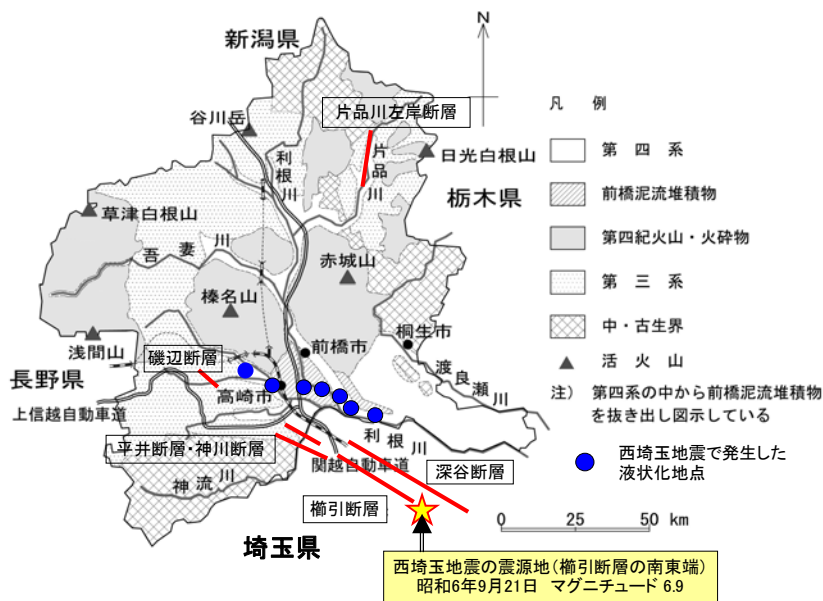 新潟県
N
谷川岳
片品川左岸断層
利根川
片品川
日光白根山
栃木県
草津白根山
吾妻川
赤城山
榛名山
桐生市
浅間山
前橋市
渡良瀬川
磯辺断層
長野県
高崎市
上信越自動車道
利根川
平井断層・神川断層
関越自動車道
深谷断層
神流川
櫛引断層
埼玉県
凡 例
第 四 系
前橋泥流堆積物
第四紀火山・火砕物
第 三 系
中・古生界
活 火 山
注) 第四系の中から前橋泥流堆積物
を抜き出し図示している
西埼玉地震で発生した
液状化地点
0 25 50 km
西埼玉地震の震源地(櫛引断層の南東端)
昭和6年9月21日 マグニチュード 6.9